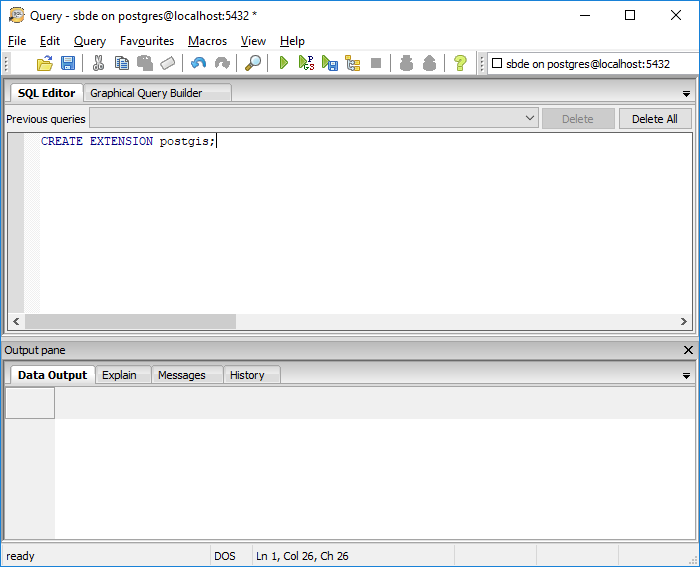 Query - sbde on postgres@localhost:5432 *
File Edit Query Favourites Macros View Help
sbde on postgres@localhost:5432
SQL Editor Graphical Query Builder
Previous queries Delete Delete All
CREATE EXTENSION postgis;
Output pane
Data Output Explain Messages History
ready DOS Ln 1, Col 26, Ch 26